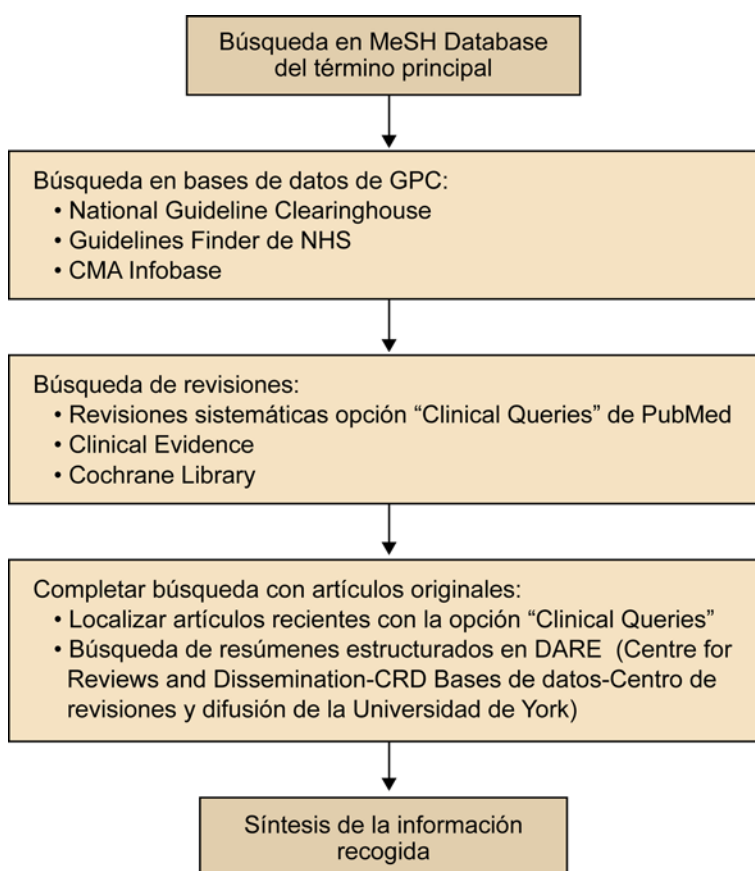 Búsqueda en MeSH Database
del término principal
Búsqueda en bases de datos de GPC:
• National Guideline Clearinghouse
• Guidelines Finder de NHS
• CMA Infobase
Búsqueda de revisiones:
• Revisiones sistemáticas opción “Clinical Queries” de PubMed
• Clinical Evidence
• Cochrane Library
Completar búsqueda con artículos originales:
• Localizar artículos recientes con la opción “Clinical Queries”
• Búsqueda de resúmenes estructurados en DARE (Centre for
Reviews and Dissemination-CRD Bases de datos-Centro de
revisiones y difusión de la Universidad de York)
Síntesis de la información
recogida